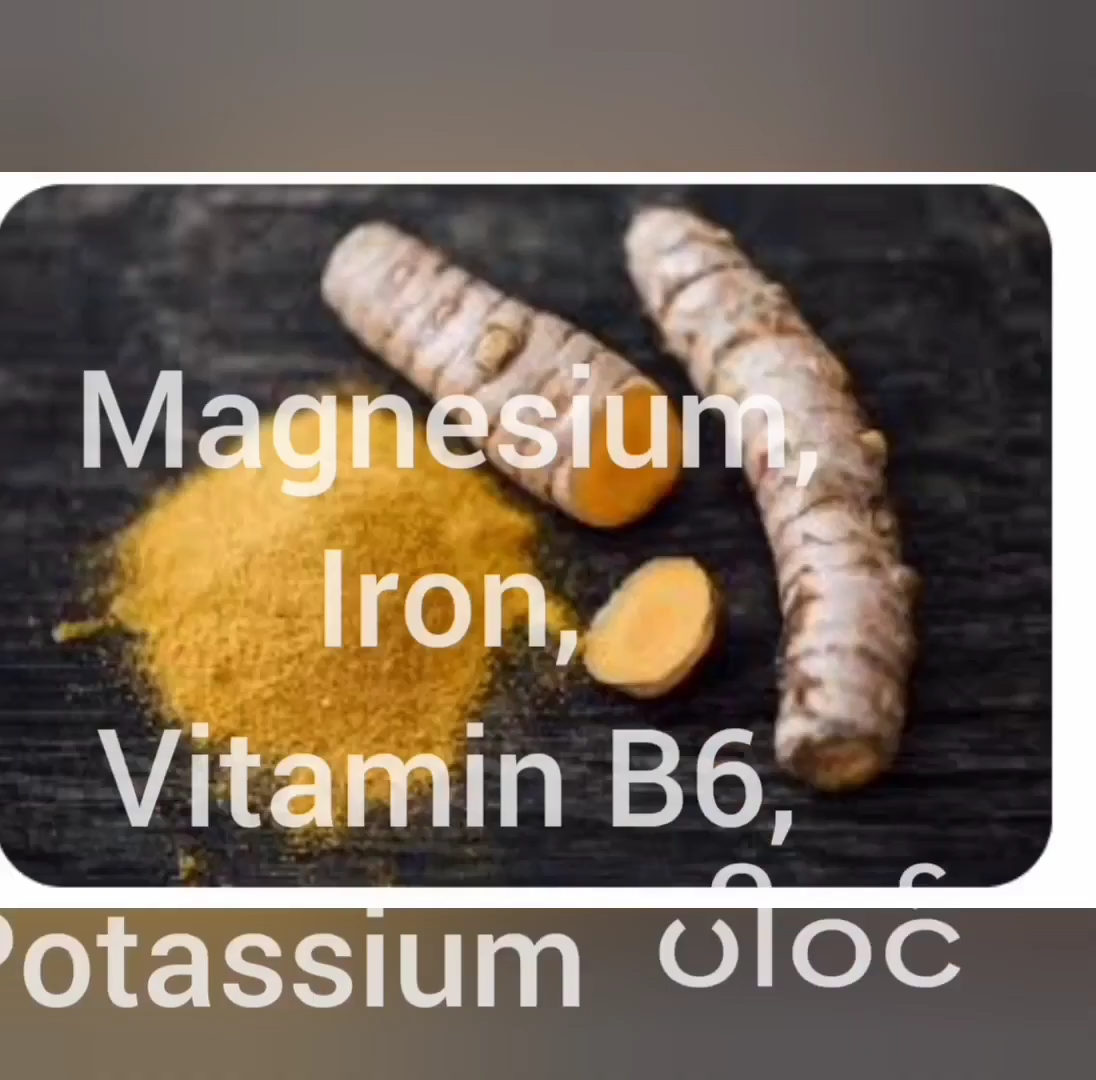 Magnesium,
Iron,
Vitamin B6,
Potassium ပါဝင်